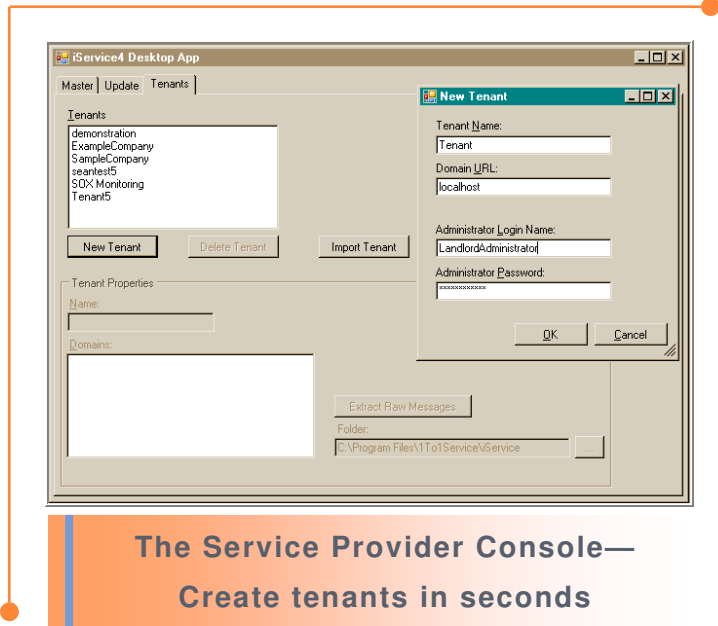 iService4 Desktop App
Master
Update
Tenants
Tenants
demonstration
ExampleCompany
SampleCompany
seantest5
SOX Monitoring
Tenant5
New Tenant
Delete Tenant
Import Tenant
Tenant Properties
Name:
Domains:
Extract Raw Messages
Folder:
C:\Program Files\1To1Service\iService
...
New Tenant
Tenant Name:
Tenant
Domain URL:
localhost
Administrator Login Name:
LandlordAdministrator
Administrator Password:
************
OK
Cancel
The Service Provider Console—
Create tenants in seconds